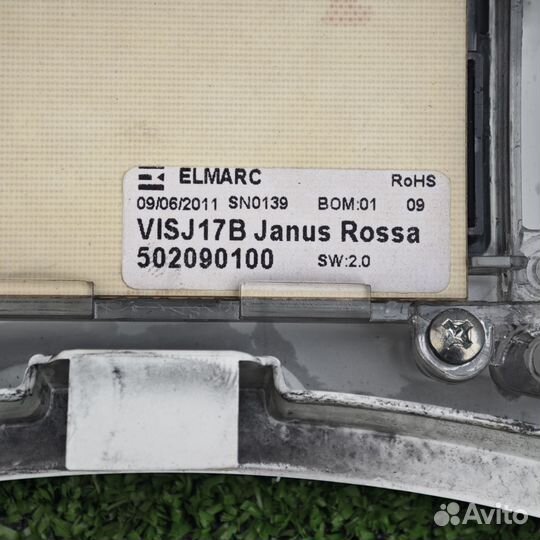 ELMARC RoHS
09/06/2011 SN0139 BOM:01 09
VISJ17B Janus Rossa
502090100 SW:2.0
Avito